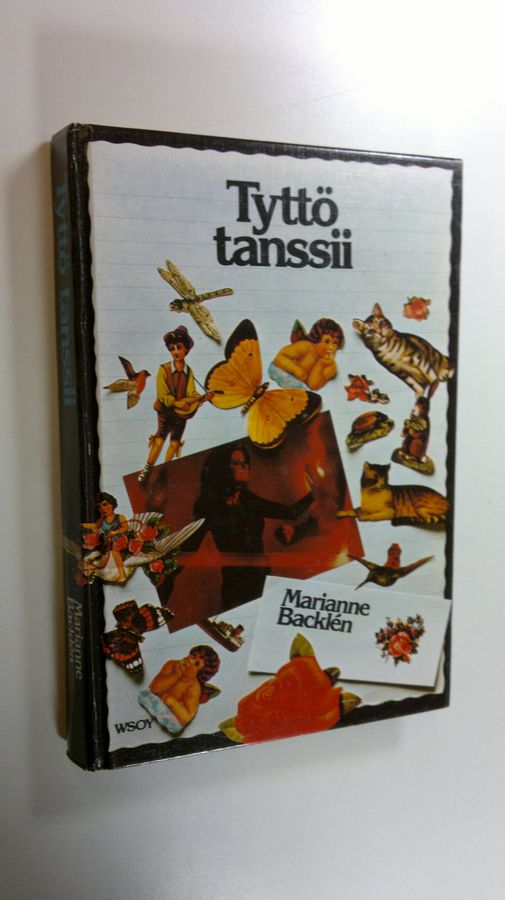 Tyttö
tanssii
Marianne
Backlén
WSOY
Tyttö tanssii
Marianne
Backlén